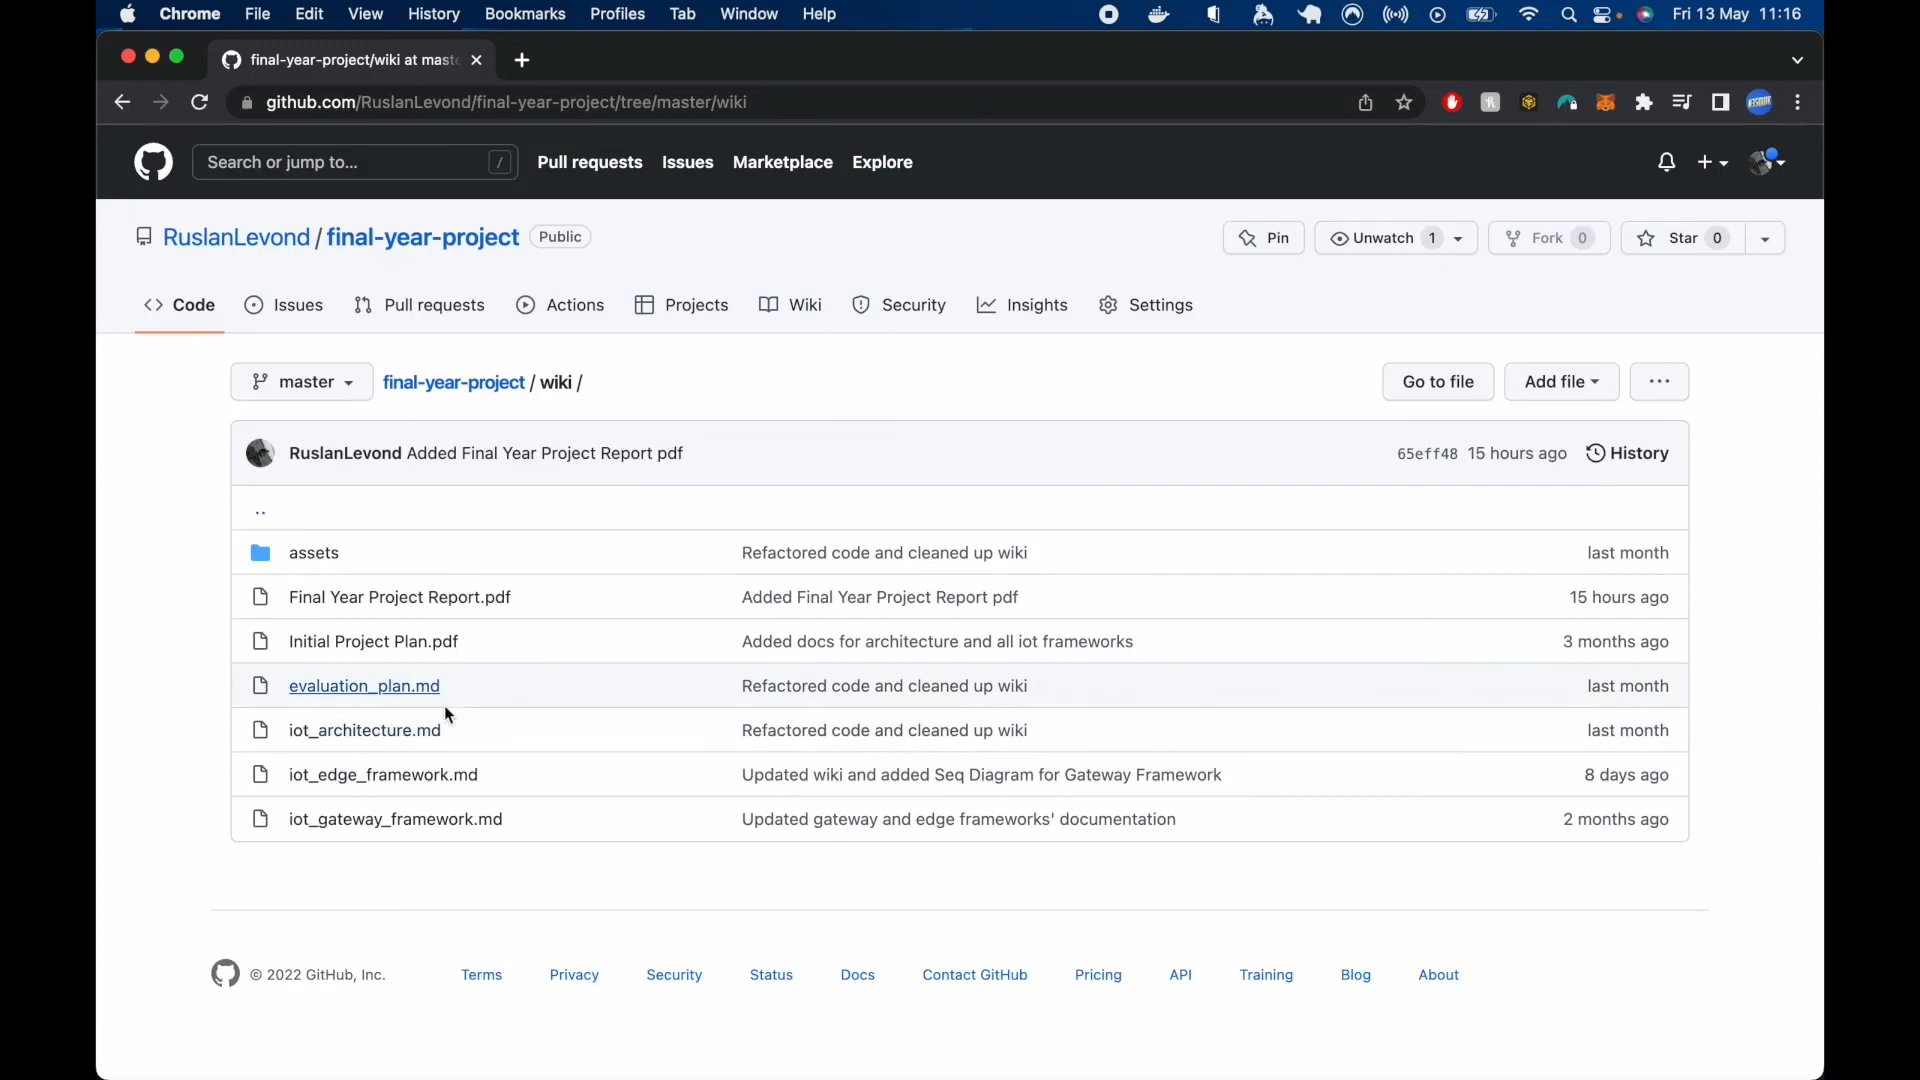 Chrome File Edit View History Bookmarks Profiles Tab Window Help Fri 13 May 11:16
final-year-project/wiki at maste
github.com/RuslanLevond/final-year-project/tree/master/wiki
Search or jump to... / Pull requests Issues Marketplace Explore
RuslanLevond / final-year-project Public Pin Unwatch 1 Fork 0 Star 0
Code Issues Pull requests Actions Projects Wiki Security Insights Settings
master final-year-project / wiki / Go to file Add file ...
RuslanLevond Added Final Year Project Report pdf 65eff48 15 hours ago History
..
assets Refactored code and cleaned up wiki last month
Final Year Project Report.pdf Added Final Year Project Report pdf 15 hours ago
Initial Project Plan.pdf Added docs for architecture and all iot frameworks 3 months ago
evaluation_plan.md Refactored code and cleaned up wiki last month
iot_architecture.md Refactored code and cleaned up wiki last month
iot_edge_framework.md Updated wiki and added Seq Diagram for Gateway Framework 8 days ago
iot_gateway_framework.md Updated gateway and edge frameworks' documentation 2 months ago
© 2022 GitHub, Inc. Terms Privacy Security Status Docs Contact GitHub Pricing API Training Blog About